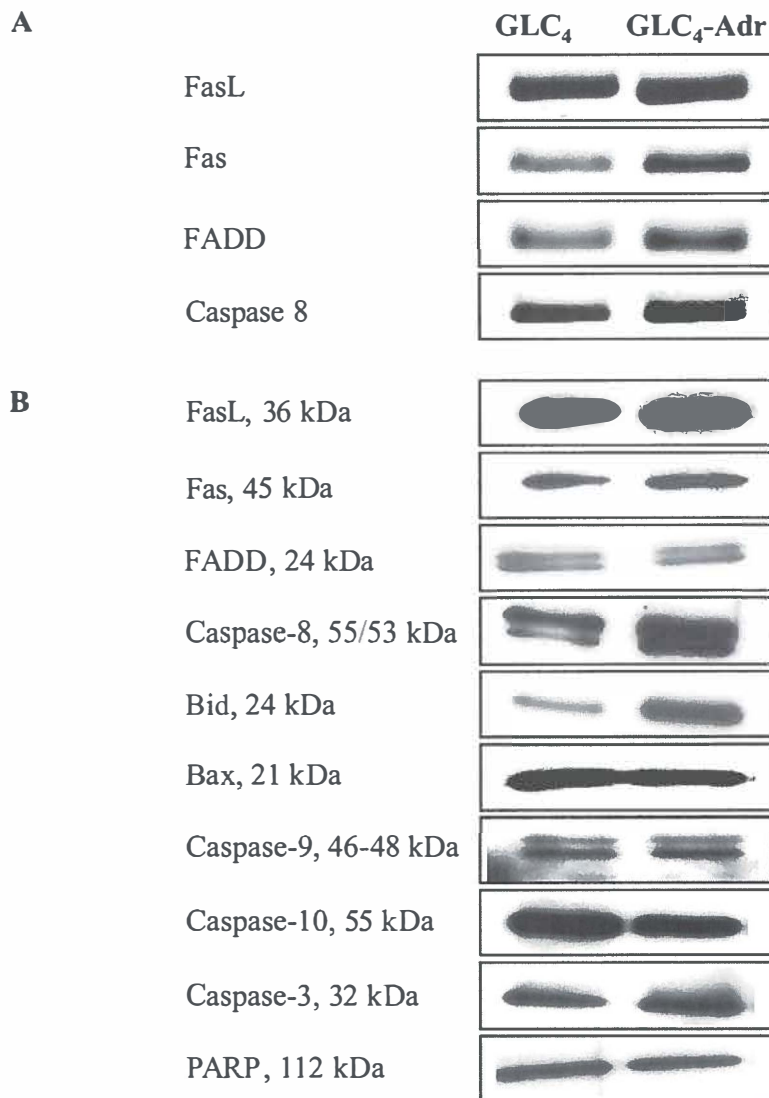 A GLC₄ GLC₄-Adr
FasL
Fas
FADD
Caspase 8
B FasL, 36 kDa
Fas, 45 kDa
FADD, 24 kDa
Caspase-8, 55/53 kDa
Bid, 24 kDa
Bax, 21 kDa
Caspase-9, 46-48 kDa
Caspase-10, 55 kDa
Caspase-3, 32 kDa
PARP, 112 kDa